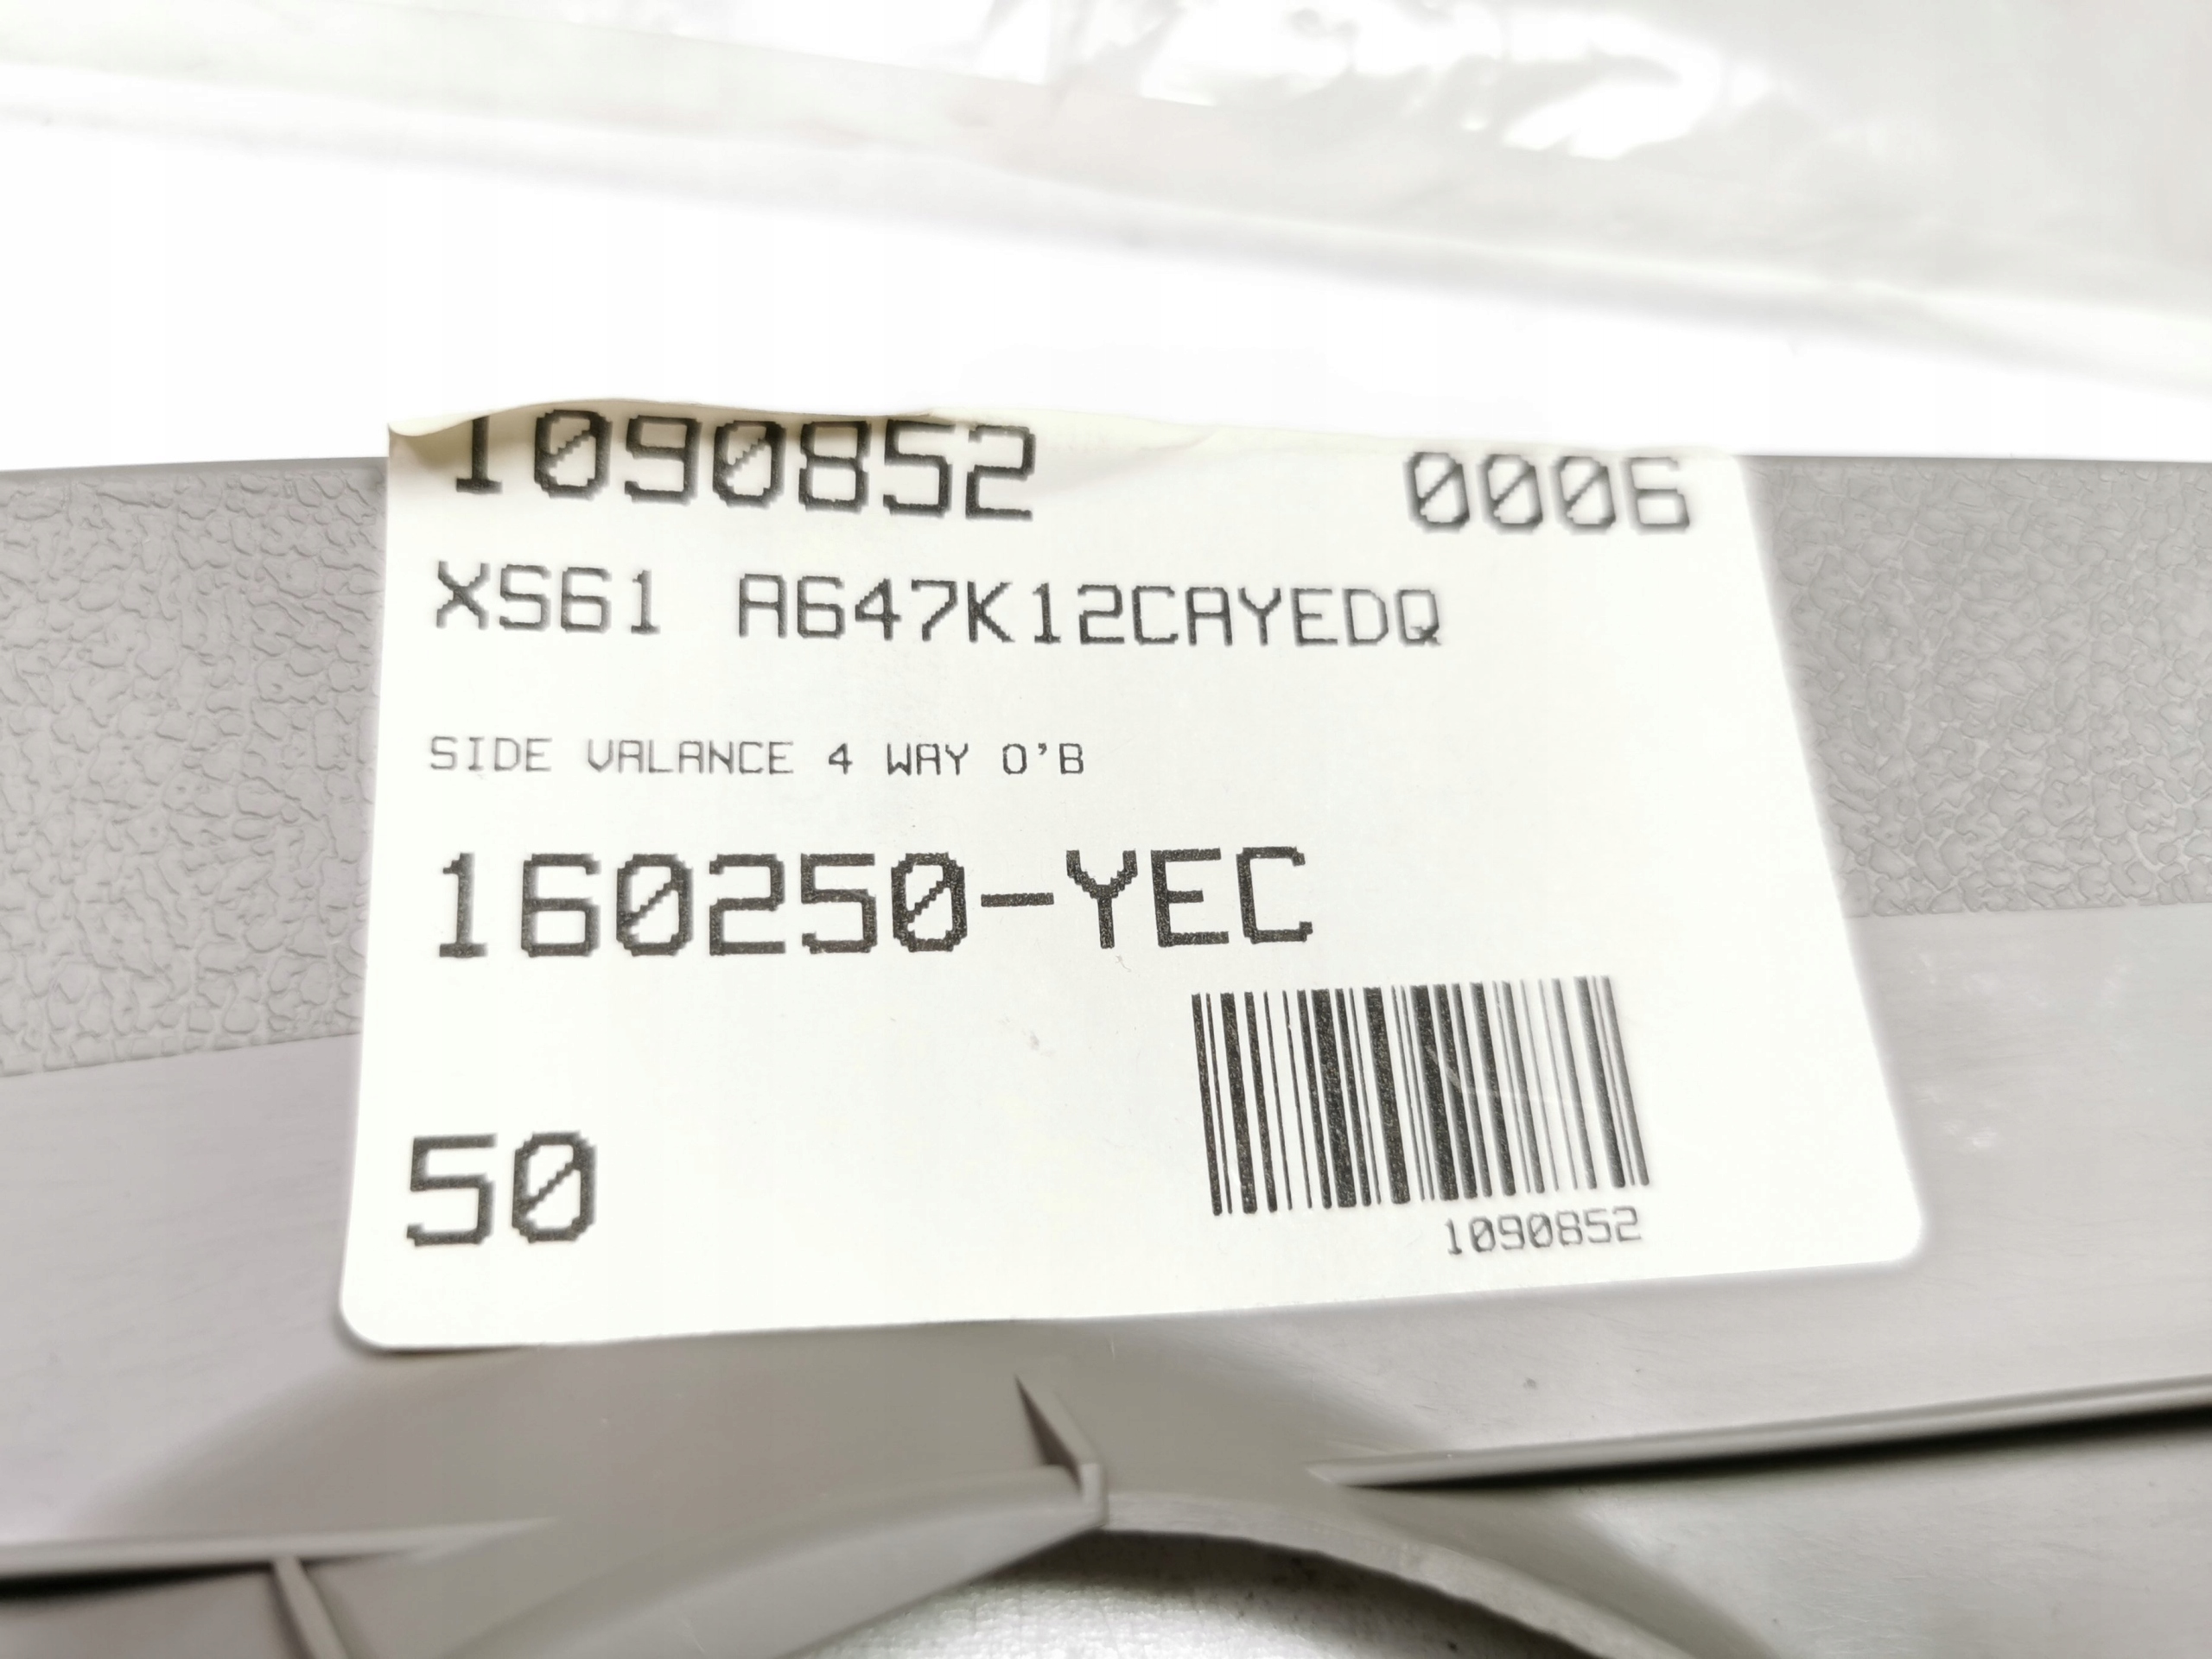 1090852 0006
XS61 A647K12CAYEDQ
SIDE VALANCE 4 WAY O'B
160250-YEC
50
1090852